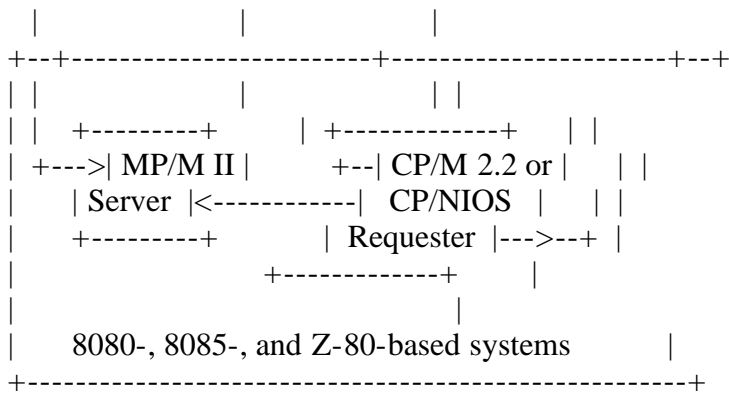 |                          |                        |
+--+-------------------------+----------------------+--+
| |                         |                        | |
| |   +---------+         | +-------------+      | |
| +--->| MP/M II |        +--| CP/M 2.2 or |      | |
|     | Server  |<------------|   CP/NIOS   |     | |
|     +---------+            | Requester  |--->--+ |
|                          +------------+         |
|                                              |
|     8080-, 8085-, and Z-80-based systems          |
+------------------------------------------------------+